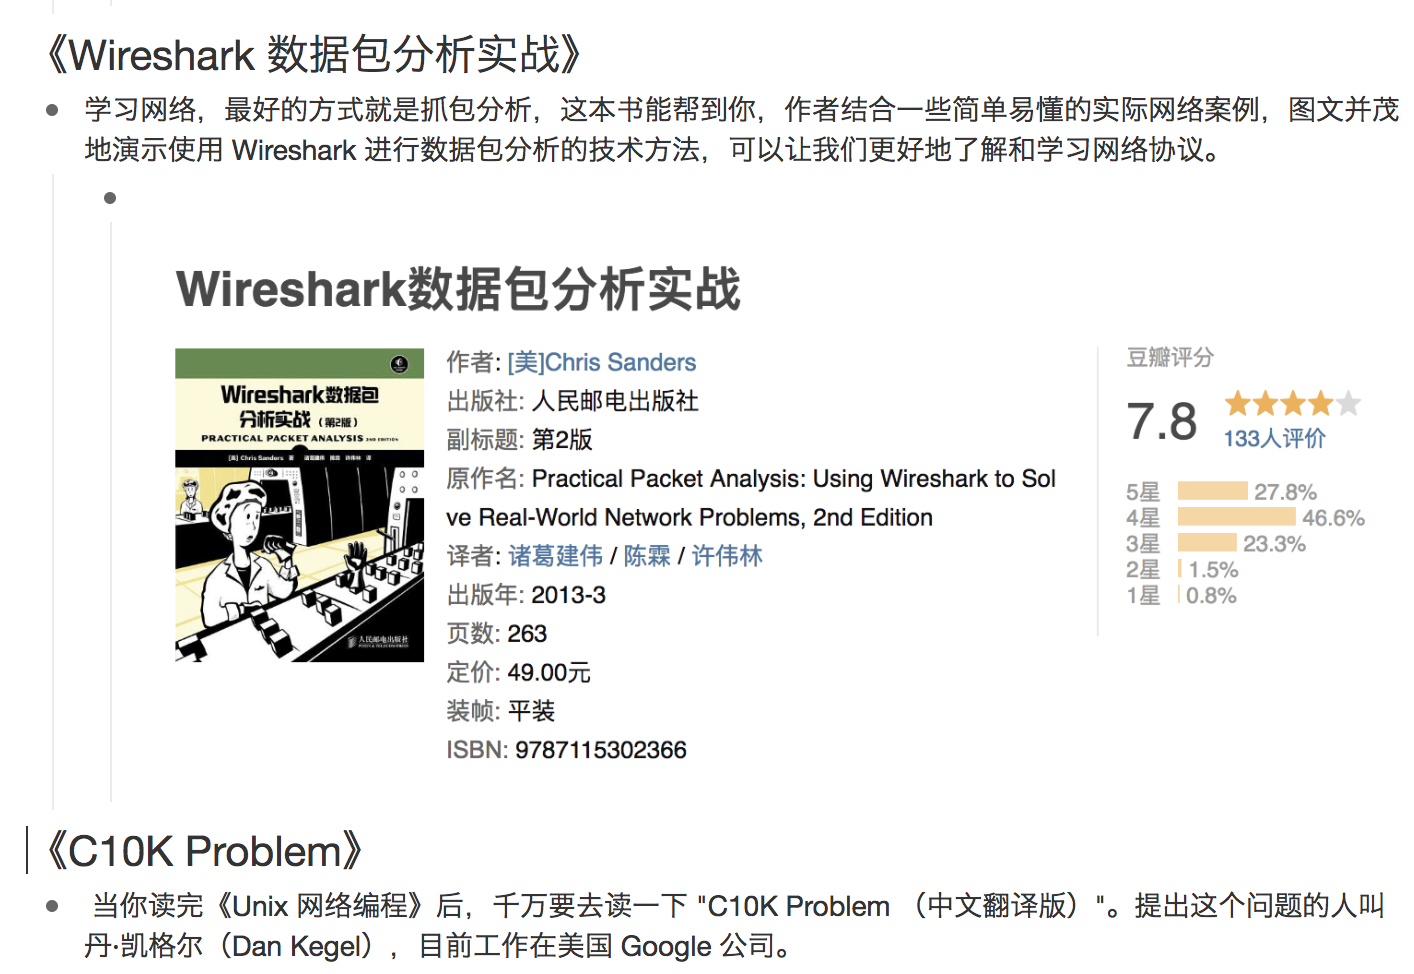 《Wireshark 数据包分析实战》
学习网络，最好的方式就是抓包分析，这本书能帮到你，作者结合一些简单易懂的实际网络案例，图文并茂
地演示使用 Wireshark 进行数据包分析的技术方法，可以让我们更好地了解和学习网络协议。
Wireshark数据包分析实战
Wireshark数据包
分析实战（第2版）
PRACTICAL PACKET ANALYSIS 2ND EDITION
[美] Chris Sanders 著 诸葛建伟 陈霖 许伟林 译
人民邮电出版社
POSTS & TELECOM PRESS
作者: [美]Chris Sanders
出版社: 人民邮电出版社
副标题: 第2版
原作名: Practical Packet Analysis: Using Wireshark to Sol
ve Real-World Network Problems, 2nd Edition
译者: 诸葛建伟 / 陈霖 / 许伟林
出版年: 2013-3
页数: 263
定价: 49.00元
装帧: 平装
ISBN: 9787115302366
豆瓣评分
7.8
133人评价
5星 27.8%
4星 46.6%
3星 23.3%
2星 1.5%
1星 0.8%
《C10K Problem》
当你读完《Unix 网络编程》后，千万要去读一下 "C10K Problem （中文翻译版）"。提出这个问题的人叫
丹·凯格尔（Dan Kegel），目前工作在美国 Google 公司。